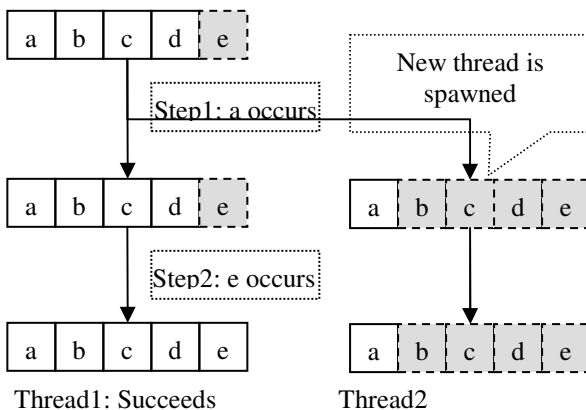 a b c d e
New thread is
spawned
Step1: a occurs
a b c d e
a b c d e
Step2: e occurs
a b c d e
a b c d e
Thread1: Succeeds
Thread2